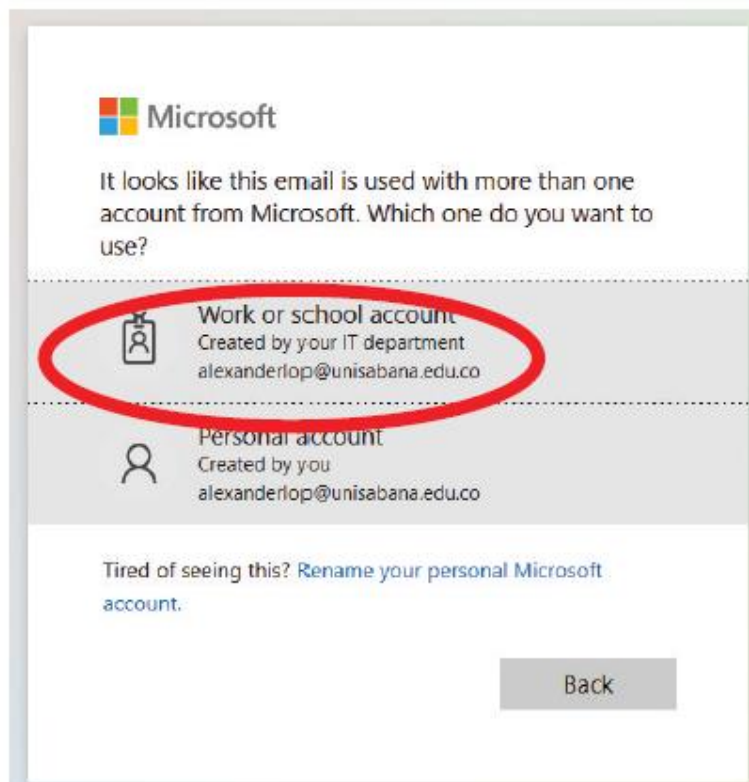 Microsoft
It looks like this email is used with more than one
account from Microsoft. Which one do you want to
use?
Work or school account
Created by your IT department
alexanderlop@unisabana.edu.co
Personal account
Created by you
alexanderlop@unisabana.edu.co
Tired of seeing this? Rename your personal Microsoft
account.
Back